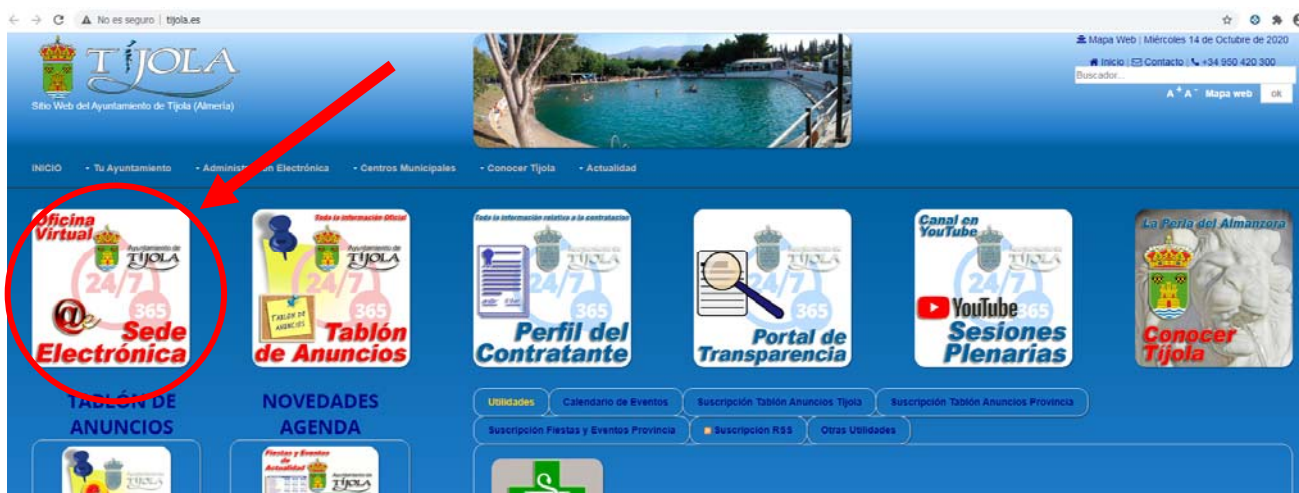 No es seguro | tijola.es
TÍJOLA
Sitio Web del Ayuntamiento de Tíjola (Almería)
Mapa Web | Miércoles 14 de Octubre de 2020
Inicio | Contacto | +34 950 420 300
Buscador...
A+ A- Mapa web OK
INICIO - Tu Ayuntamiento - Administración Electrónica - Centros Municipales - Conocer Tíjola - Actualidad
Oficina
Virtual
Ayuntamiento de
TÍJOLA
24/7
365
@e Sede
Electrónica
Toda la información Oficial
Ayuntamiento de
TÍJOLA
24/7
365
TABLÓN DE
ANUNCIOS
Tablón
de Anuncios
Toda la información relativa a la contratacion
TÍJOLA
24/7
365
Perfil del
Contratante
TÍJOLA
24/7
365
Portal de
Transparencia
Canal en
YouTube
TÍJOLA
24/7
365
YouTube
Sesiones
Plenarias
La Perla del Almanzora
Conocer
Tíjola
TABLÓN DE
ANUNCIOS
NOVEDADES
AGENDA
Utilidades Calendario de Eventos Suscripción Tablón Anuncios Tíjola Suscripción Tablón Anuncios Provincia
Suscripción Fiestas y Eventos Provincia Suscripción RSS Otras Utilidades
TÍJOLA
Fiestas y Eventos
de
Actualidad
Ayuntamiento de
TÍJOLA